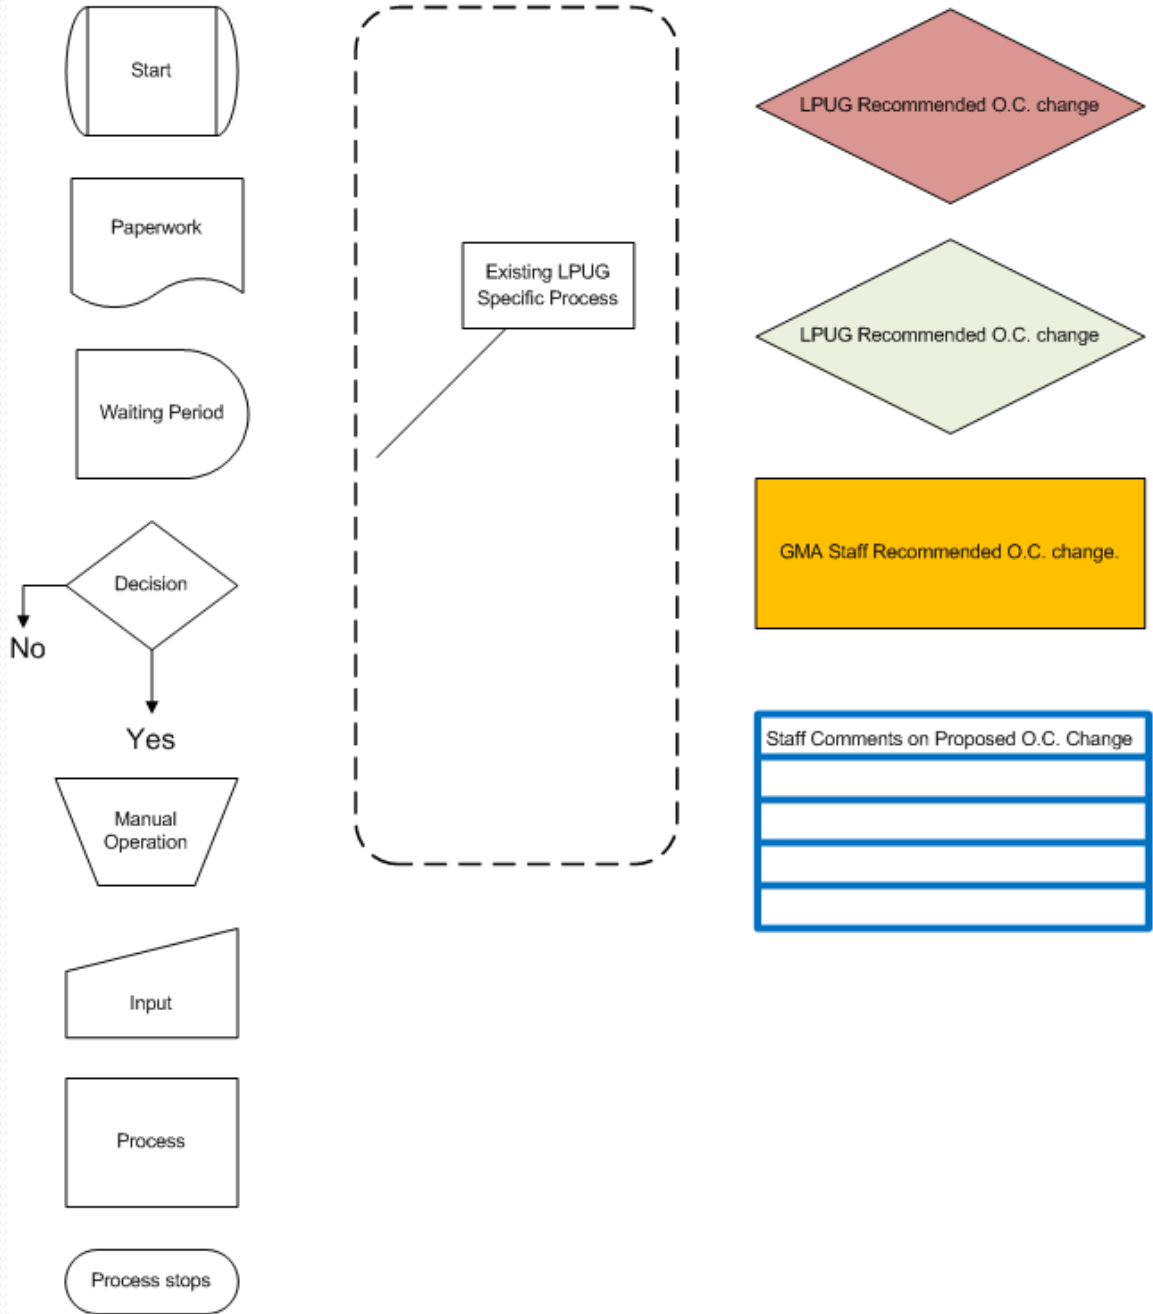 Start
Paperwork
Waiting Period
Decision
No
Yes
Manual
Operation
Input
Process
Process stops
Existing LPUG
Specific Process
LPUG Recommended O.C. change
LPUG Recommended O.C. change
GMA Staff Recommended O.C. change.
Staff Comments on Proposed O.C. Change